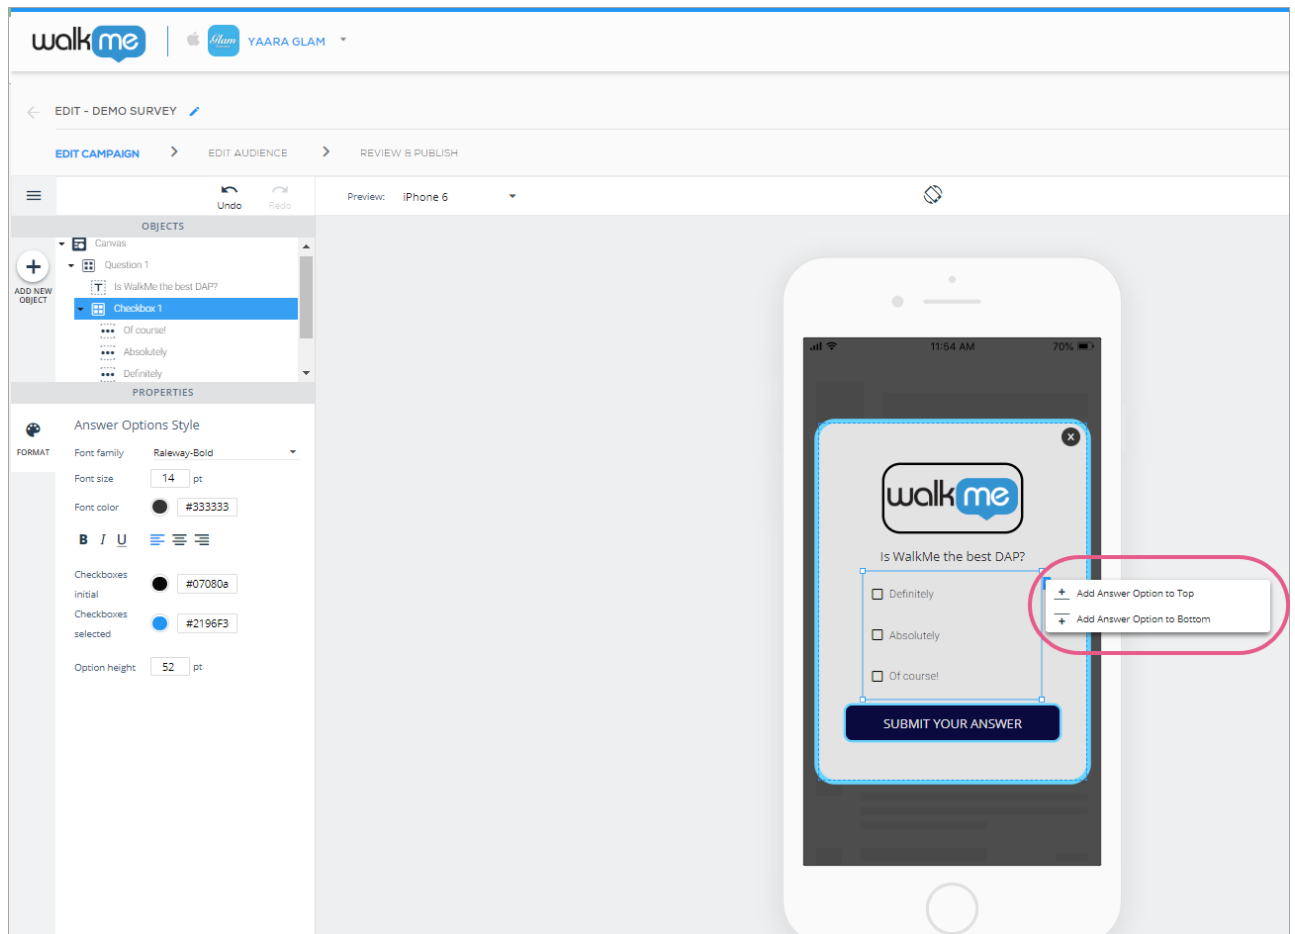 walkme
Glam
YAARA GLAM
EDIT - DEMO SURVEY
EDIT CAMPAIGN
EDIT AUDIENCE
REVIEW & PUBLISH
Undo
Redo
Preview:
iPhone 6
OBJECTS
Canvas
Question 1
T Is WalkMe the best DAP?
Checkbox 1
Of course!
Absolutely
Definitely
ADD NEW
OBJECT
PROPERTIES
FORMAT
Answer Options Style
Font family Raleway-Bold
Font size 14 pt
Font color #333333
B I U
Checkboxes
initial
#07080a
Checkboxes
selected
#2196F3
Option height 52 pt
11:54 AM
70%
x
walkme
Is WalkMe the best DAP?
Definitely
Absolutely
Of course!
SUBMIT YOUR ANSWER
Add Answer Option to Top
Add Answer Option to Bottom